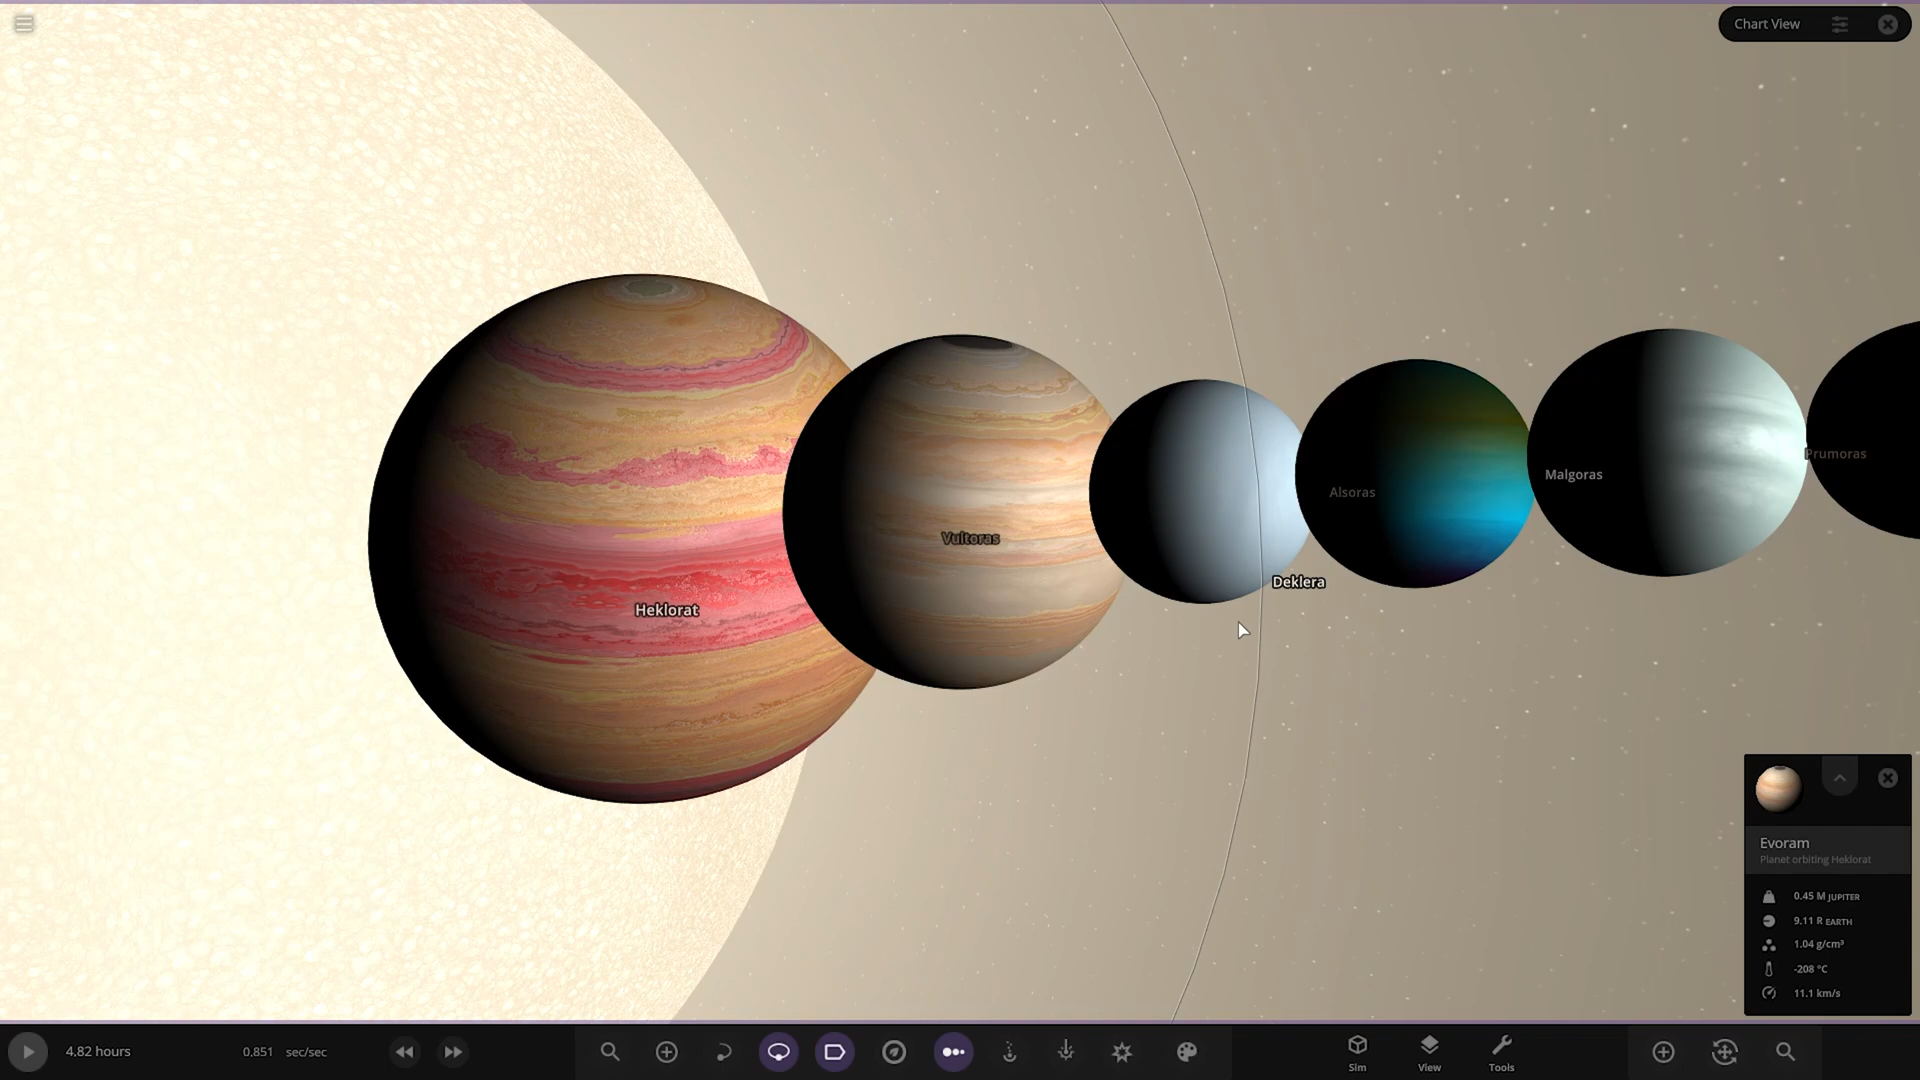 Chart View
Prumoras
Malgoras
Alsoras
Vultoras
Deklera
Heklorat
Evoram
Planet orbiting Heklorat
0.45 M JUPITER
9.11 R EARTH
1.04 g/cm³
-208 °C
11.1 km/s
4.82 hours
0.851 sec/sec
Sim
View
Tools